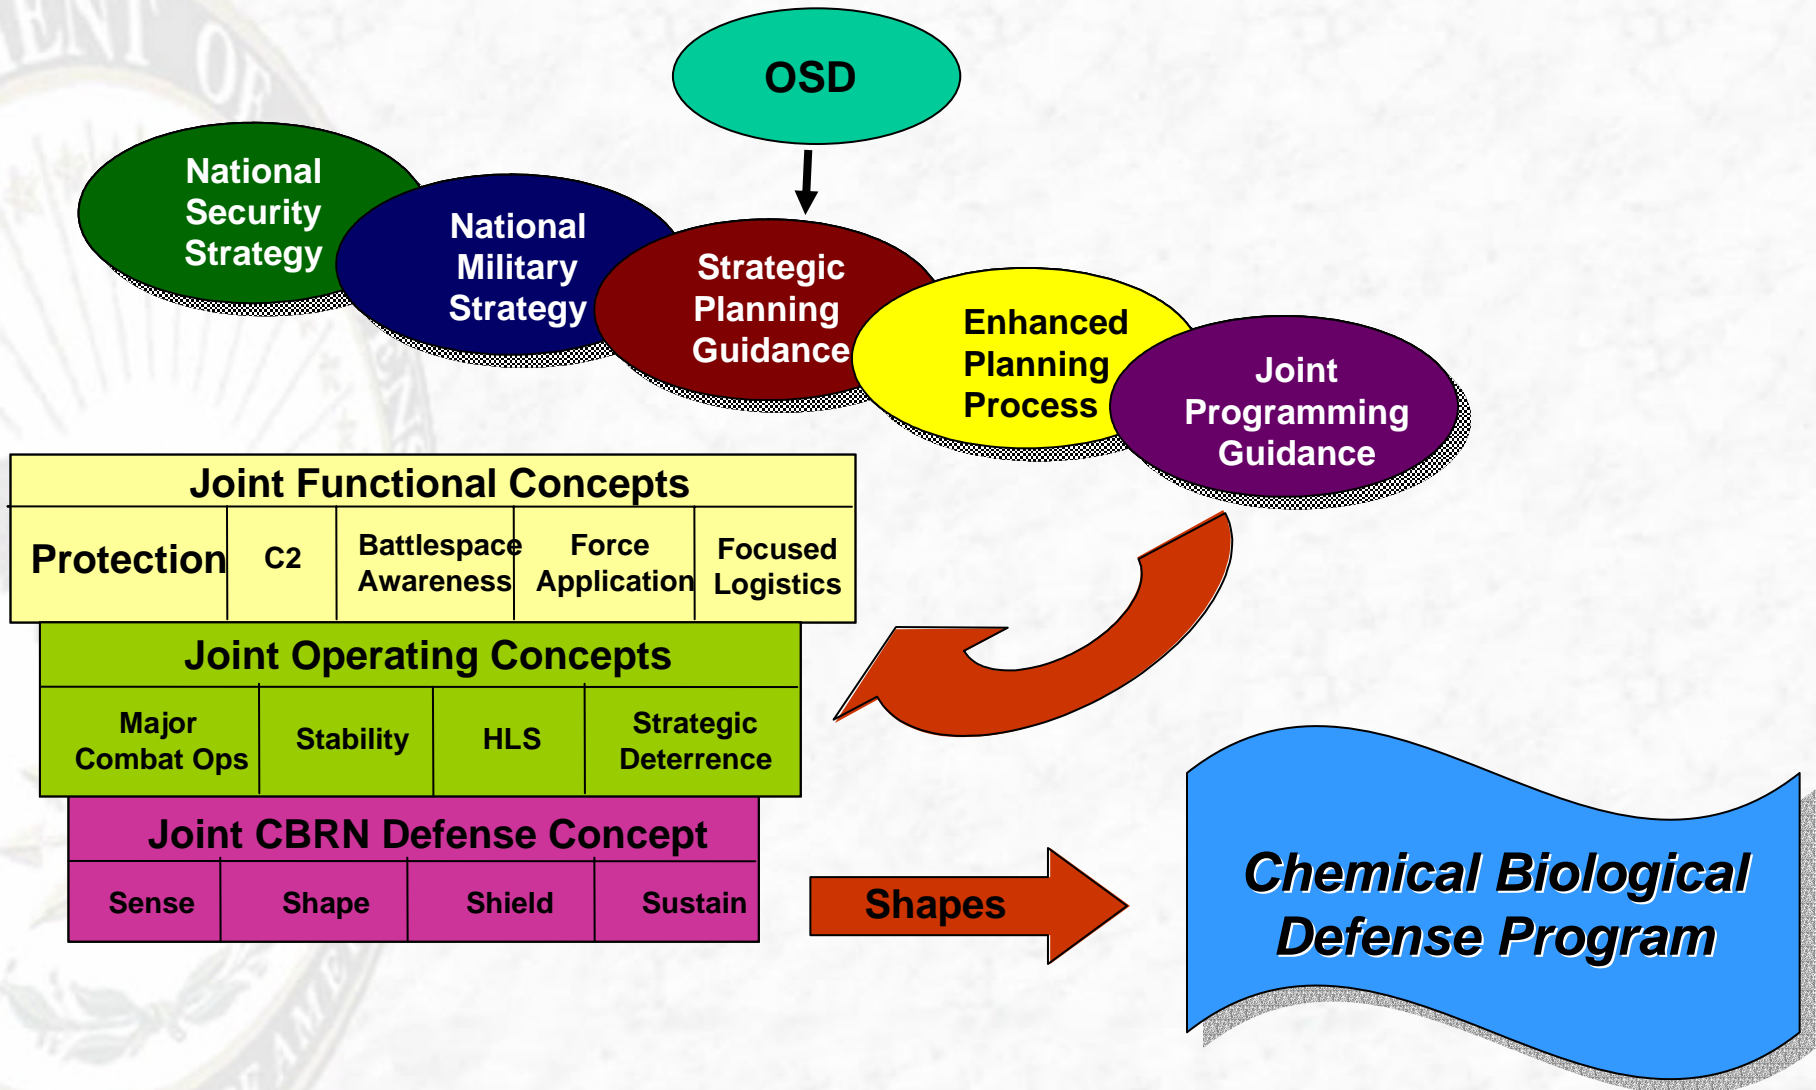 OSD
National
Security
Strategy
National
Military
Strategy
Strategic
Planning
Guidance
Enhanced
Planning
Process
Joint
Programming
Guidance
Joint Functional Concepts
Protection
C2
Battlespace
Awareness
Force
Application
Focused
Logistics
Joint Operating Concepts
Major
Combat Ops
Stability
HLS
Strategic
Deterrence
Joint CBRN Defense Concept
Sense
Shape
Shield
Sustain
Shapes
Chemical Biological
Defense Program